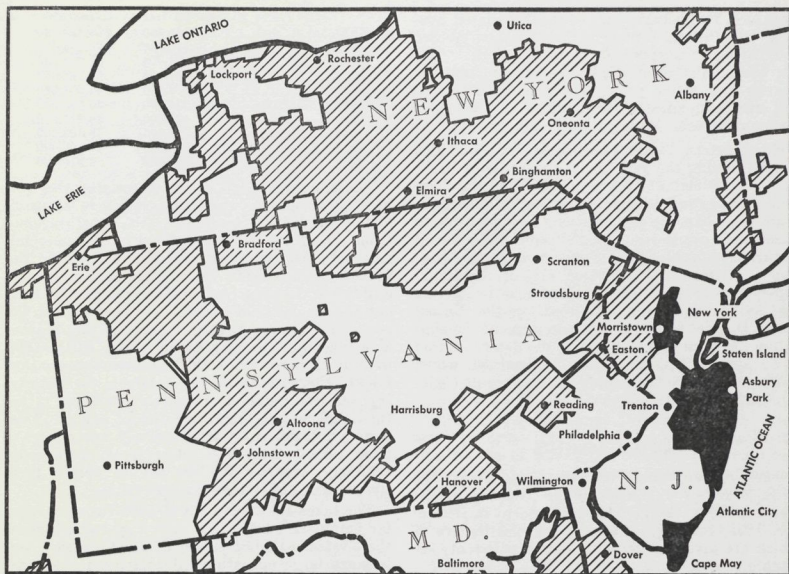 LAKE ONTARIO
Utica
Rochester
Lockport
NEW YORK
Albany
Oneonta
Ithaca
Binghamton
Elmira
LAKE ERIE
Bradford
Erie
Scranton
Stroudsburg
New York
Morristown
Staten Island
Easton
PENNSYLVANIA
Asbury
Park
Reading
Trenton
Harrisburg
Altoona
Philadelphia
ATLANTIC OCEAN
Johnstown
Pittsburgh
Wilmington
N. J.
Hanover
Atlantic City
MD.
Dover
Baltimore
Cape May